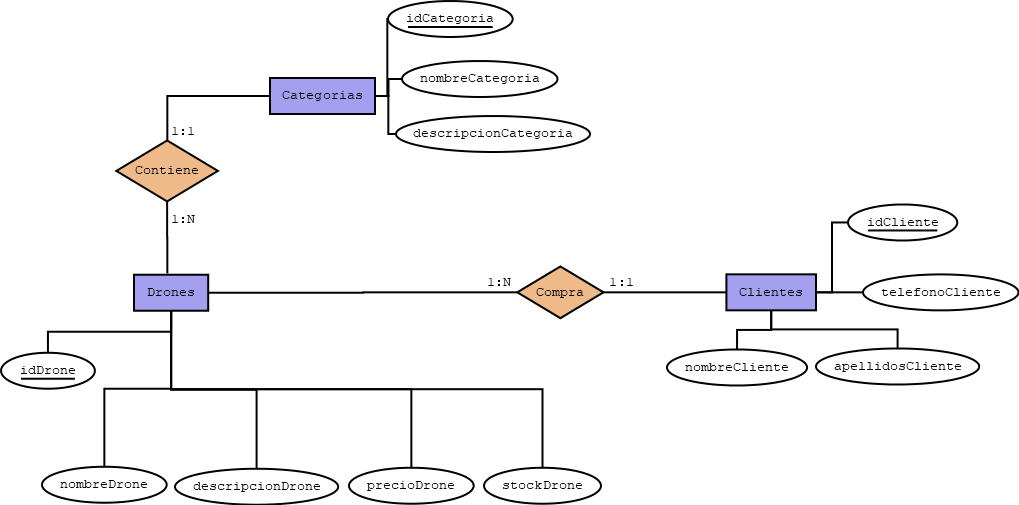 idCategoria
nombreCategoria
Categorias
descripcionCategoria
1:1
Contiene
1:N
idCliente
1:N
1:1
Drones
Compra
Clientes
telefonoCliente
idDrone
nombreCliente
apellidosCliente
nombreDrone
descripcionDrone
precioDrone
stockDrone